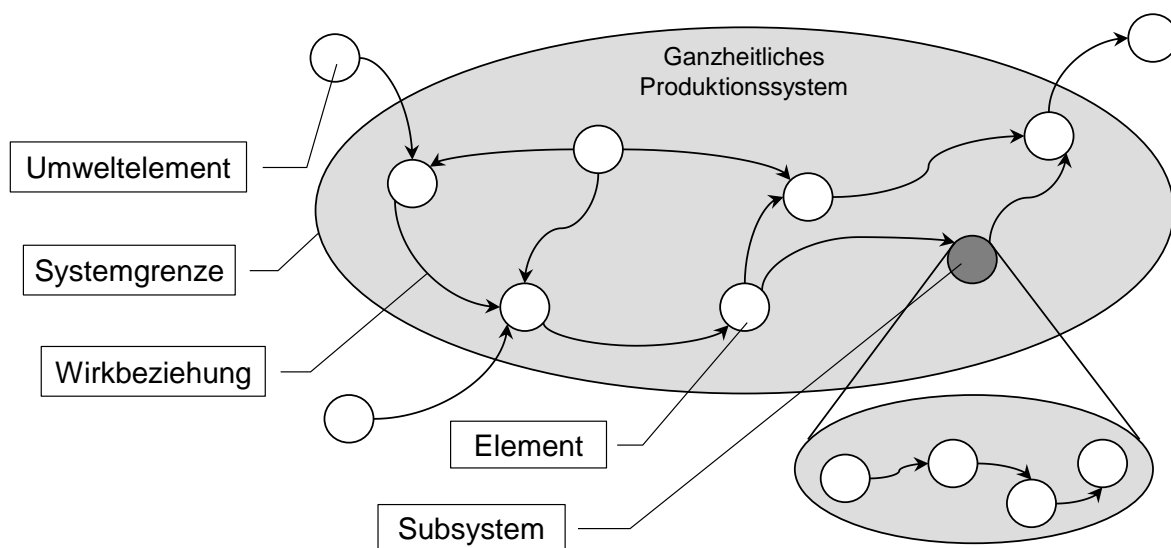 Ganzheitliches
Produktionssystem
Umweltelement
Systemgrenze
Wirkbeziehung
Element
Subsystem